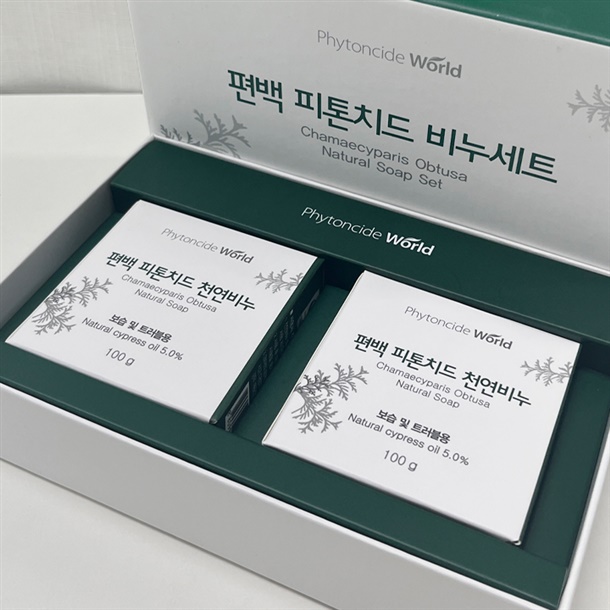 Phytoncide World
편백 피톤치드 비누세트
Chamaecyparis Obtusa
Natural Soap Set
Phytoncide World
Phytoncide World
편백 피톤치드 천연비누
Chamaecyparis Obtusa
Natural Soap
보습 및 트러블용
Natural cypress oil 5.0%
100 g
Phytoncide World
편백 피톤치드 천연비누
Chamaecyparis Obtusa
Natural Soap
보습 및 트러블용
Natural cypress oil 5.0%
100 g